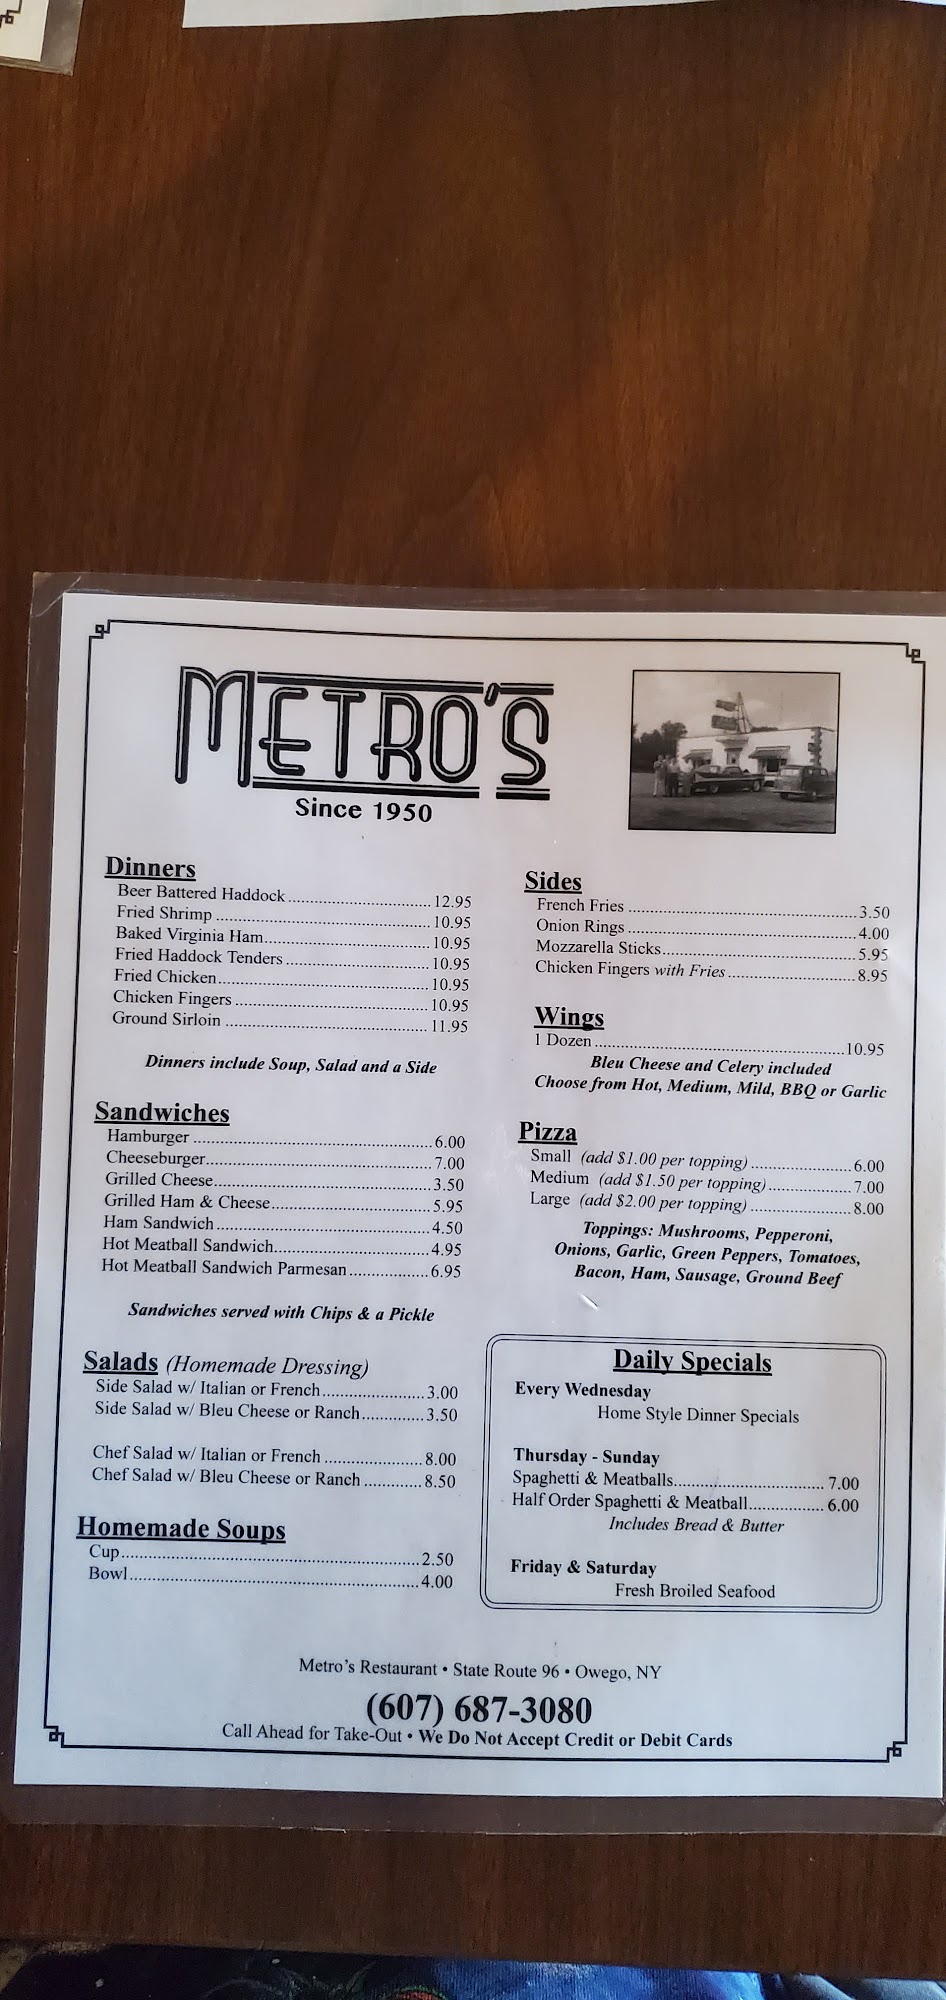 METRO'S
Since 1950
Dinners
Beer Battered Haddock 12.95
Fried Shrimp 10.95
Baked Virginia Ham 10.95
Fried Haddock Tenders 10.95
Fried Chicken 10.95
Chicken Fingers 10.95
Ground Sirloin 11.95
Dinners include Soup, Salad and a Side
Sandwiches
Hamburger 6.00
Cheeseburger 7.00
Grilled Cheese 3.50
Grilled Ham & Cheese 5.95
Ham Sandwich 4.50
Hot Meatball Sandwich 4.95
Hot Meatball Sandwich Parmesan 6.95
Sandwiches served with Chips & a Pickle
Salads (Homemade Dressing)
Side Salad w/ Italian or French 3.00
Side Salad w/ Bleu Cheese or Ranch 3.50
Chef Salad w/ Italian or French 8.00
Chef Salad w/ Bleu Cheese or Ranch 8.50
Homemade Soups
Cup 2.50
Bowl 4.00
Sides
French Fries 3.50
Onion Rings 4.00
Mozzarella Sticks 5.95
Chicken Fingers with Fries 8.95
Wings
1 Dozen 10.95
Bleu Cheese and Celery included
Choose from Hot, Medium, Mild, BBQ or Garlic
Pizza
Small (add $1.00 per topping) 6.00
Medium (add $1.50 per topping) 7.00
Large (add $2.00 per topping) 8.00
Toppings: Mushrooms, Pepperoni,
Onions, Garlic, Green Peppers, Tomatoes,
Bacon, Ham, Sausage, Ground Beef
Daily Specials
Every Wednesday
Home Style Dinner Specials
Thursday - Sunday
Spaghetti & Meatballs 7.00
Half Order Spaghetti & Meatball 6.00
Includes Bread & Butter
Friday & Saturday
Fresh Broiled Seafood
Metro's Restaurant • State Route 96 • Owego, NY
(607) 687-3080
Call Ahead for Take-Out • We Do Not Accept Credit or Debit Cards